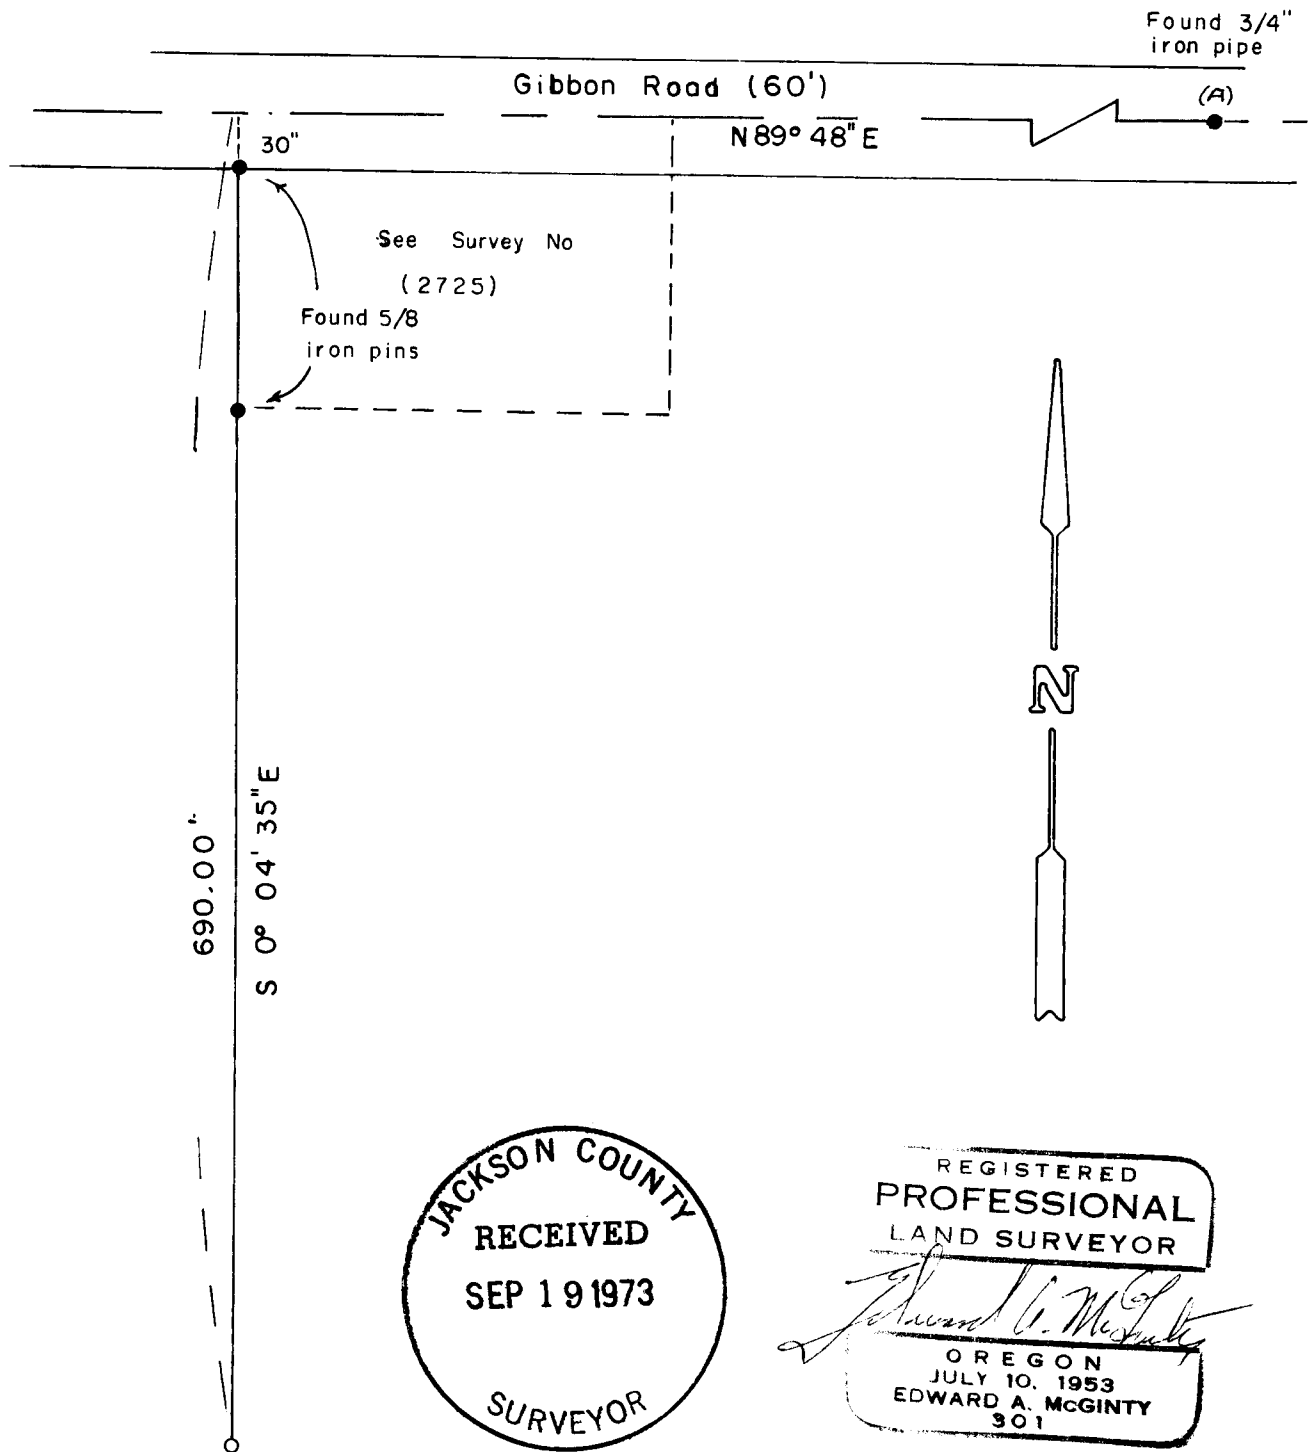 Found 3/4"
iron pipe
Gibbon Road (60')
(A)
N 89° 48" E
30"
See Survey No
(2725)
Found 5/8
iron pins
690.00'
S 0° 04' 35" E
N
JACKSON COUNTY
RECEIVED
SEP 19 1973
SURVEYOR
REGISTERED
PROFESSIONAL
LAND SURVEYOR
Edward A. McGinty
OREGON
JULY 10, 1953
EDWARD A. McGINTY
301